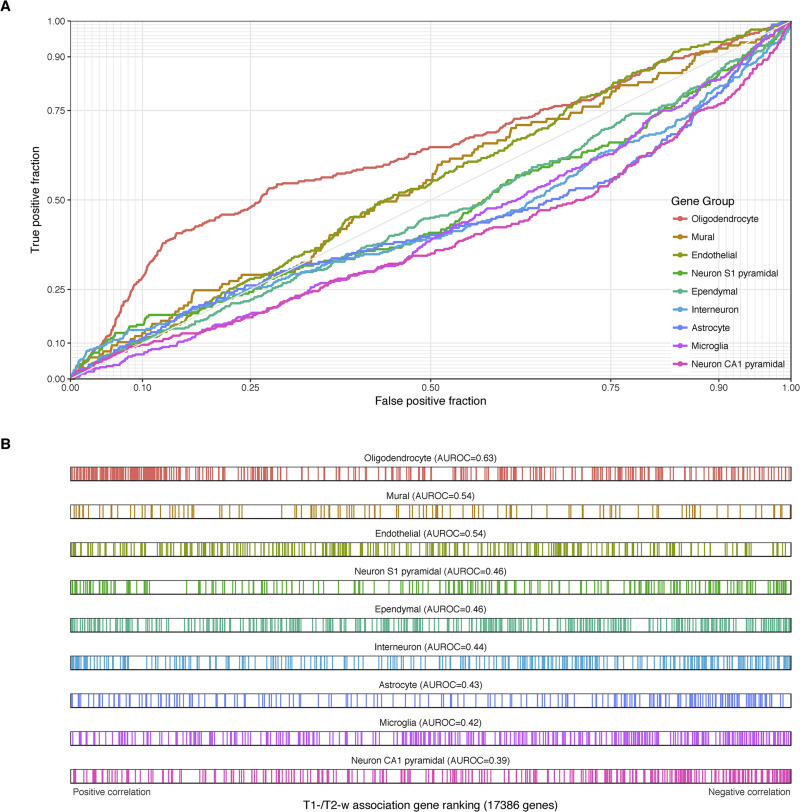 A
1.00
0.90
0.75
0.50
0.25
0.10
0.00
True positive fraction
0.00 0.10 0.25 0.50 0.75 0.90 1.00
False positive fraction
Gene Group
Oligodendrocyte
Mural
Endothelial
Neuron S1 pyramidal
Ependymal
Interneuron
Astrocyte
Microglia
Neuron CA1 pyramidal
B
Oligodendrocyte (AUROC=0.63)
Mural (AUROC=0.54)
Endothelial (AUROC=0.54)
Neuron S1 pyramidal (AUROC=0.46)
Ependymal (AUROC=0.46)
Interneuron (AUROC=0.44)
Astrocyte (AUROC=0.43)
Microglia (AUROC=0.42)
Neuron CA1 pyramidal (AUROC=0.39)
Positive correlation Negative correlation
T1-/T2-w association gene ranking (17386 genes)